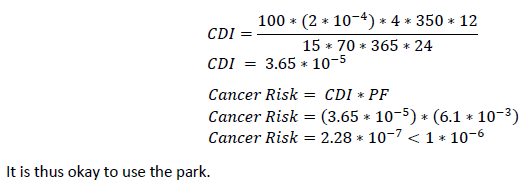 CDI = 100 * (2 * 10⁻⁴) * 4 * 350 * 12 / 15 * 70 * 365 * 24
CDI = 3.65 * 10⁻⁵
Cancer Risk = CDI * PF
Cancer Risk = (3.65 * 10⁻⁵) * (6.1 * 10⁻³)
Cancer Risk = 2.28 * 10⁻⁷ < 1 * 10⁻⁶
It is thus okay to use the park.